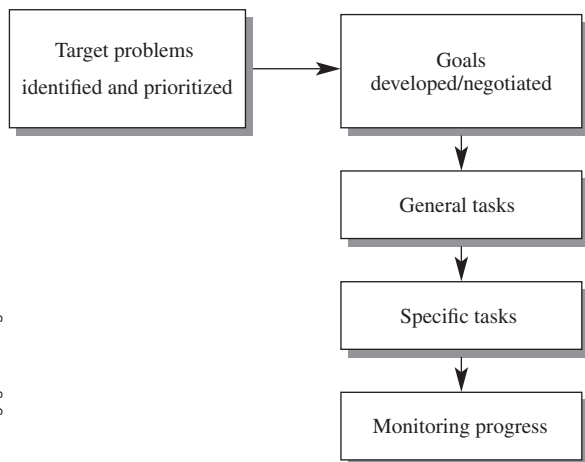 Target problems
identified and prioritized
Goals
developed/negotiated
General tasks
Specific tasks
Monitoring progress